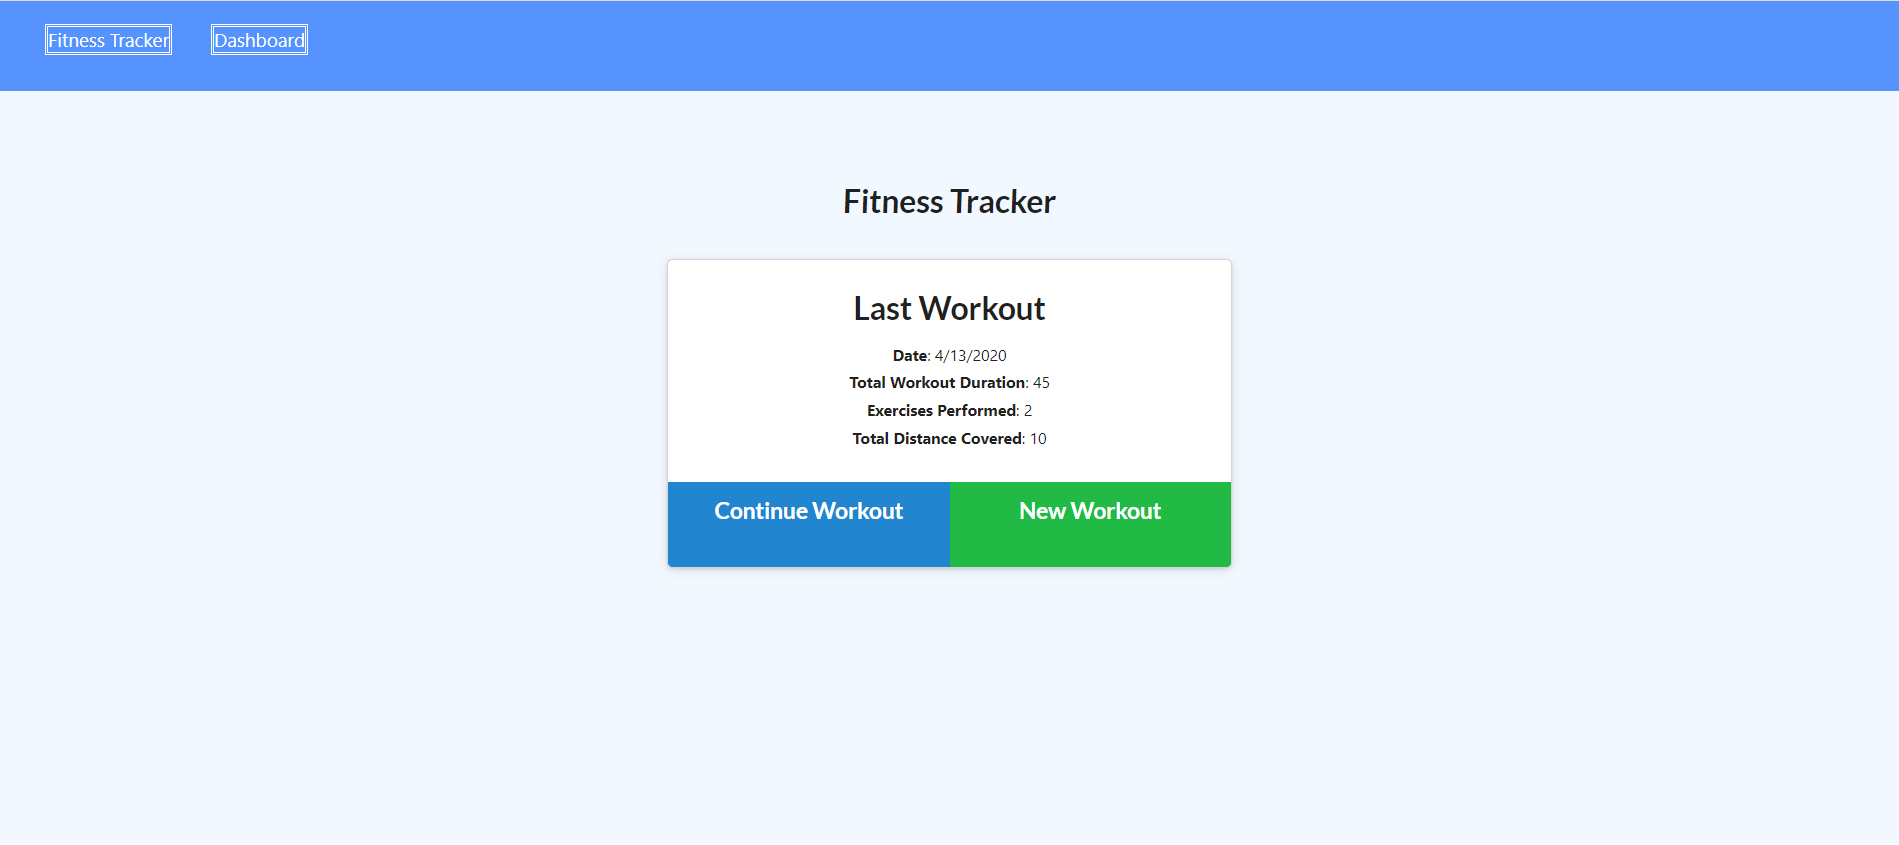 Fitness Tracker Dashboard
Fitness Tracker
Last Workout
Date: 4/13/2020
Total Workout Duration: 45
Exercises Performed: 2
Total Distance Covered: 10
Continue Workout New Workout